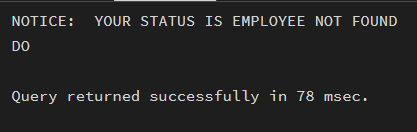 NOTICE:  YOUR STATUS IS EMPLOYEE NOT FOUND
DO
Query returned successfully in 78 msec.